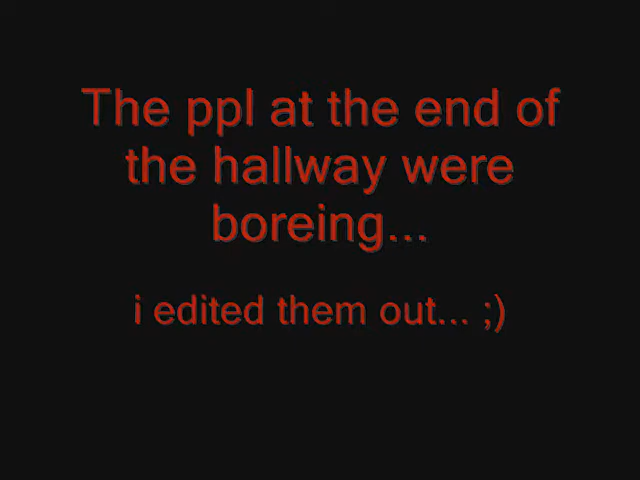 The ppl at the end of
the hallway were
boreing...
i edited them out... ;)